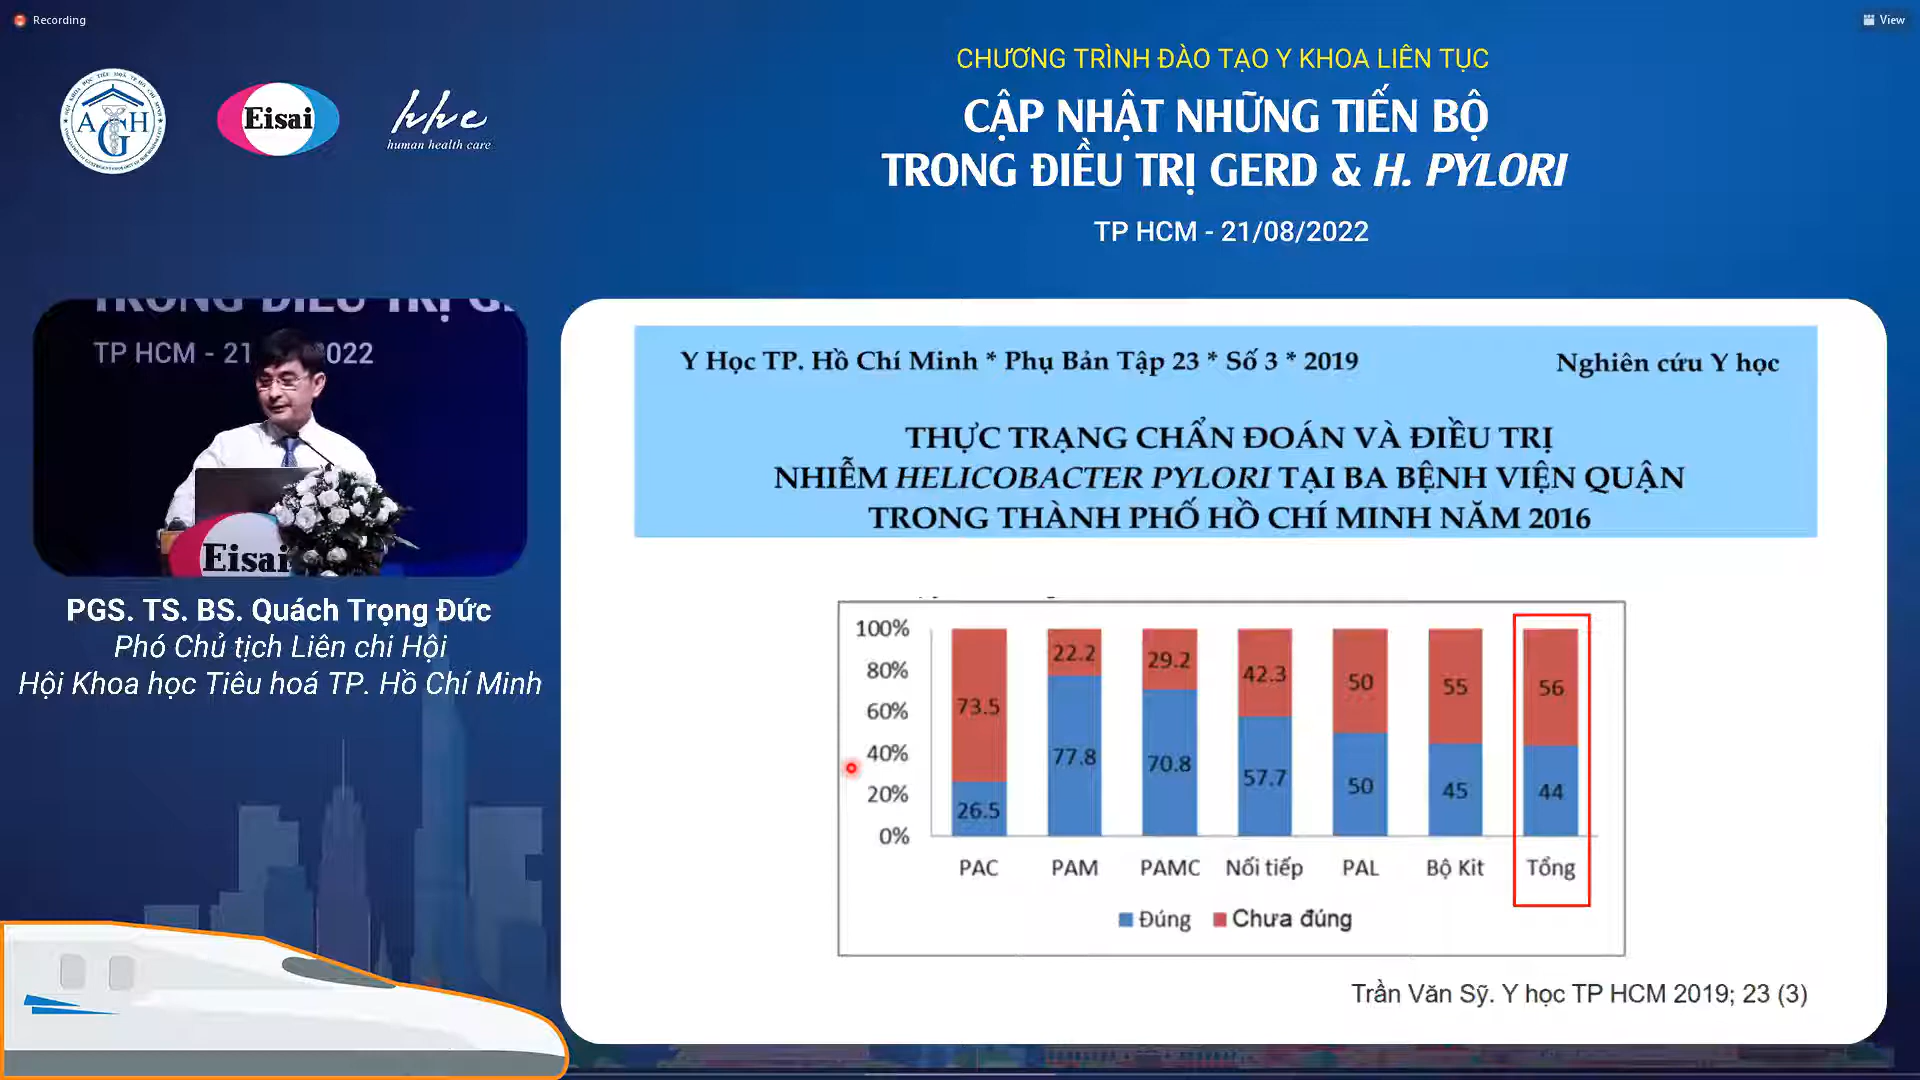 Recording
View
CHƯƠNG TRÌNH ĐÀO TẠO Y KHOA LIÊN TỤC
CẬP NHẬT NHỮNG TIẾN BỘ
TRONG ĐIỀU TRỊ GERD & H. PYLORI
TP HCM - 21/08/2022
AGH
Eisai
hhc
human health care
TP HCM - 21
2022
Eisai
PGS. TS. BS. Quách Trọng Đức
Phó Chủ tịch Liên chi Hội
Hội Khoa học Tiêu hoá TP. Hồ Chí Minh
Y Học TP. Hồ Chí Minh * Phụ Bản Tập 23 * Số 3 * 2019
Nghiên cứu Y học
THỰC TRẠNG CHẨN ĐOÁN VÀ ĐIỀU TRỊ
NHIỄM HELICOBACTER PYLORI TẠI BA BỆNH VIỆN QUẬN
TRONG THÀNH PHỐ HỒ CHÍ MINH NĂM 2016
100%
80%
60%
40%
20%
0%
73.5 22.2 29.2 42.3 50 55 56
26.5 77.8 70.8 57.7 50 45 44
PAC PAM PAMC Nối tiếp PAL Bộ Kit Tổng
Đúng Chưa đúng
Trần Văn Sỹ. Y học TP HCM 2019; 23 (3)